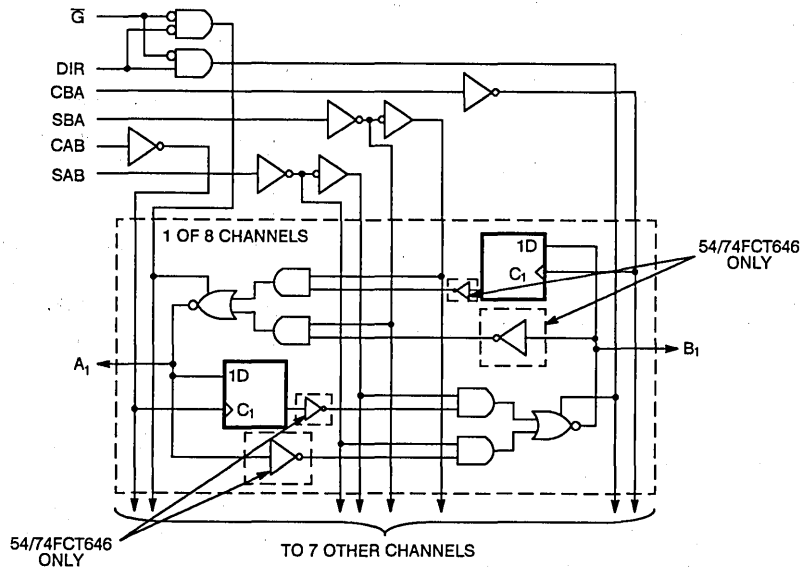 G̅
DIR
CBA
SBA
CAB
SAB
1 OF 8 CHANNELS
1D
C1
54/74FCT646
ONLY
A1
B1
1D
C1
54/74FCT646
ONLY
TO 7 OTHER CHANNELS